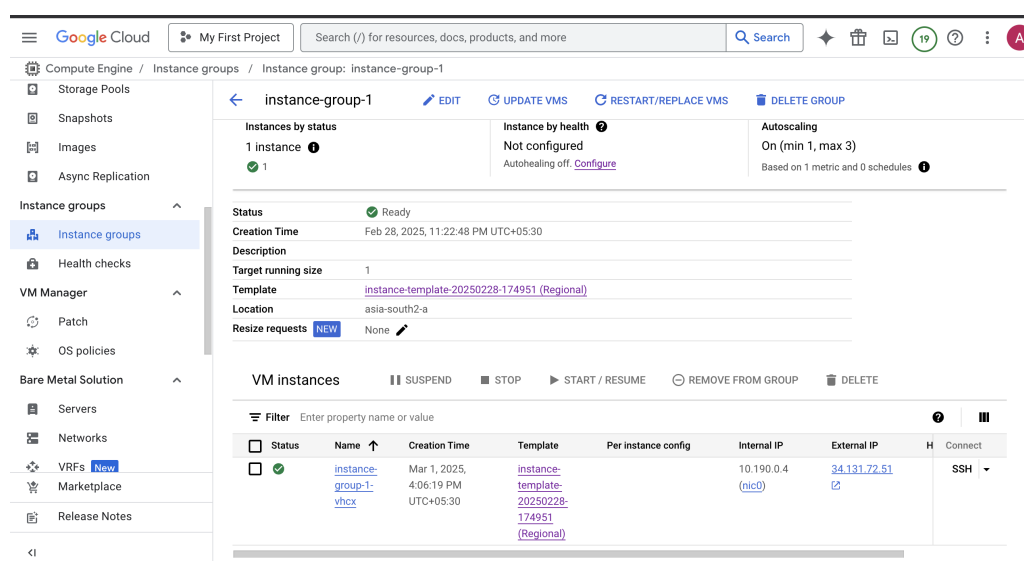 Google Cloud
My First Project
Search (/) for resources, docs, products, and more
Search
19
A
Compute Engine / Instance groups / Instance group: instance-group-1
Storage Pools
Snapshots
Images
Async Replication
Instance groups
Instance groups
Health checks
VM Manager
Patch
OS policies
Bare Metal Solution
Servers
Networks
VRFs New
Marketplace
Release Notes
instance-group-1
EDIT
UPDATE VMS
RESTART/REPLACE VMS
DELETE GROUP
Instances by status
1 instance
1
Instance by health
Not configured
Autohealing off. Configure
Autoscaling
On (min 1, max 3)
Based on 1 metric and 0 schedules
Status Ready
Creation Time Feb 28, 2025, 11:22:48 PM UTC+05:30
Description
Target running size 1
Template instance-template-20250228-174951 (Regional)
Location asia-south2-a
Resize requests NEW None
VM instances
SUSPEND
STOP
START / RESUME
REMOVE FROM GROUP
DELETE
Filter Enter property name or value
Status Name Creation Time Template Per instance config Internal IP External IP H Connect
instance-
group-1-
vhcx
Mar 1, 2025,
4:06:19 PM
UTC+05:30
instance-
template-
20250228-
174951
(Regional)
10.190.0.4
(nic0)
34.131.72.51
SSH